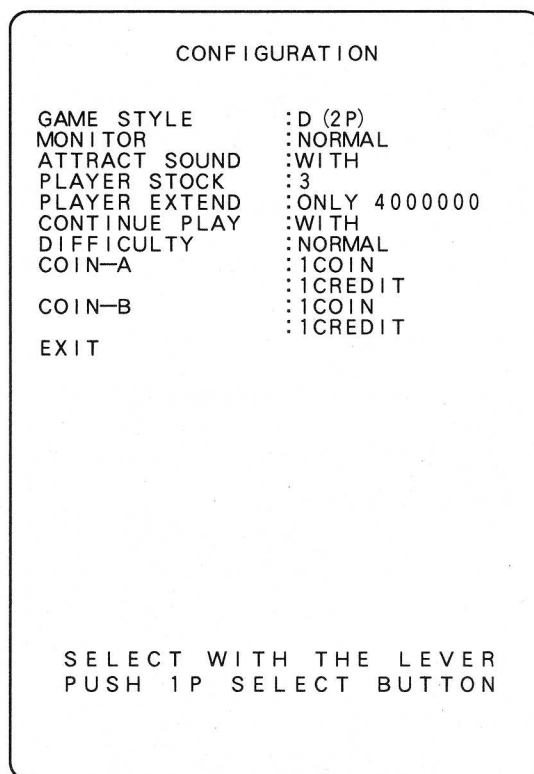 CONFIGURATION
GAME STYLE :D (2P)
MONITOR :NORMAL
ATTRACT SOUND :WITH
PLAYER STOCK :3
PLAYER EXTEND :ONLY 4000000
CONTINUE PLAY :WITH
DIFFICULTY :NORMAL
COIN—A :1COIN
:1CREDIT
COIN—B :1COIN
:1CREDIT
EXIT
SELECT WITH THE LEVER
PUSH 1P SELECT BUTTON